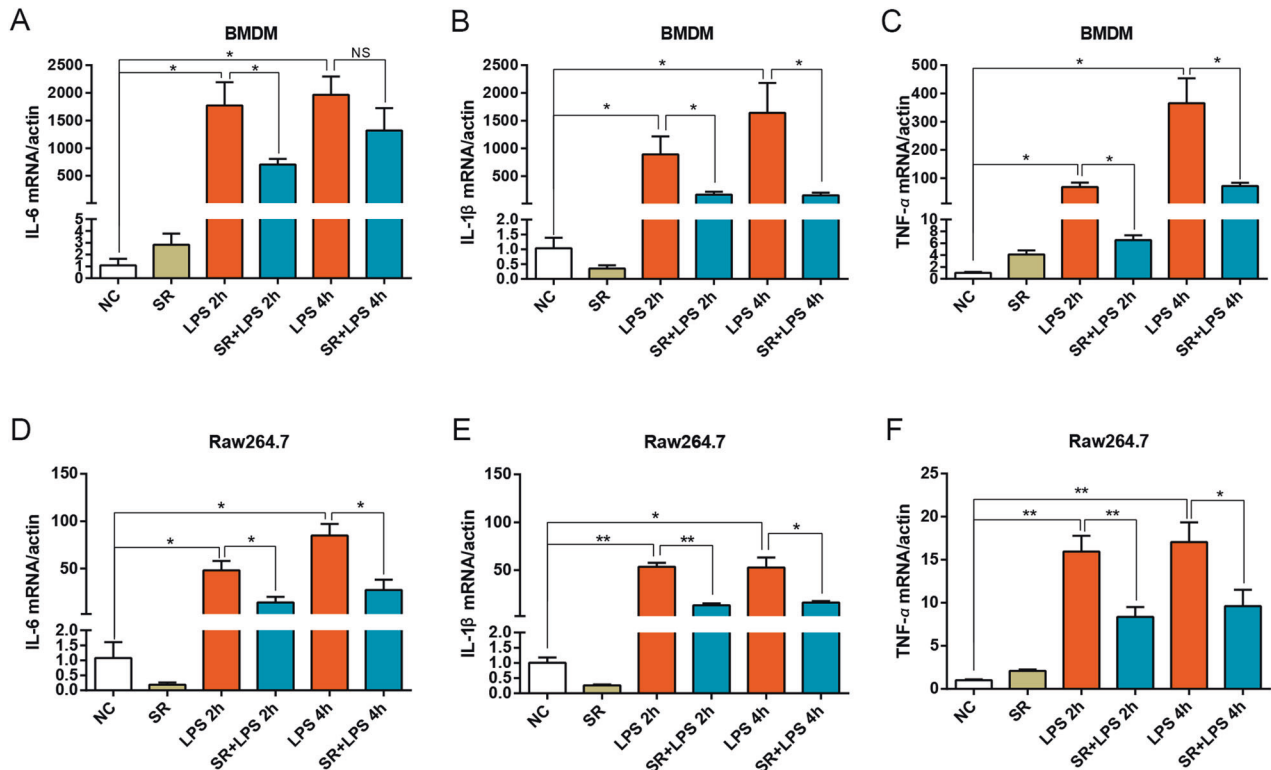 A
BMDM
IL-6 mRNA/actin
2500
2000
1500
1000
500
5
4
3
2
1
0
*
*
*
NS
NC
SR
LPS 2h
SR+LPS 2h
LPS 4h
SR+LPS 4h
B
BMDM
IL-1β mRNA/actin
2500
2000
1500
1000
500
2.0
1.5
1.0
0.5
0.0
*
*
*
*
NC
SR
LPS 2h
SR+LPS 2h
LPS 4h
SR+LPS 4h
C
BMDM
TNF-α mRNA/actin
500
400
300
200
100
10
8
6
4
2
0
*
*
*
*
NC
SR
LPS 2h
SR+LPS 2h
LPS 4h
SR+LPS 4h
D
Raw264.7
IL-6 mRNA/actin
150
100
50
2.0
1.5
1.0
0.5
0.0
*
*
*
*
NC
SR
LPS 2h
SR+LPS 2h
LPS 4h
SR+LPS 4h
E
Raw264.7
IL-1β mRNA/actin
150
100
50
2.0
1.5
1.0
0.5
0.0
*
**
**
*
NC
SR
LPS 2h
SR+LPS 2h
LPS 4h
SR+LPS 4h
F
Raw264.7
TNF-α mRNA/actin
25
20
15
10
5
0
**
**
**
*
NC
SR
LPS 2h
SR+LPS 2h
LPS 4h
SR+LPS 4h